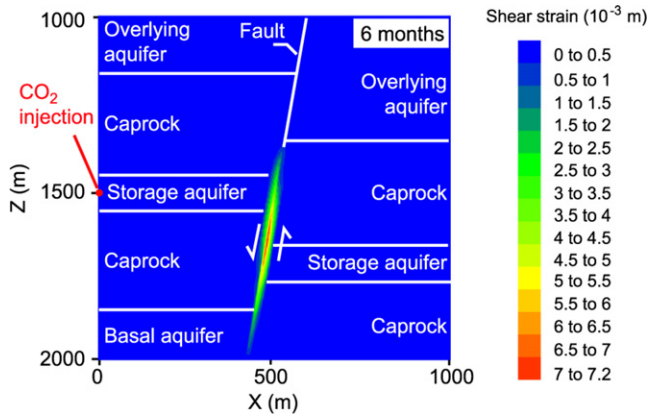 Shear strain (10⁻³ m)
1000
Overlying
aquifer
Fault
6 months
CO₂
injection
Caprock
Overlying
aquifer
Z (m)
1500
Storage aquifer
Caprock
Caprock
Storage aquifer
Basal aquifer
Caprock
2000
0
500
1000
X (m)
0 to 0.5
0.5 to 1
1 to 1.5
1.5 to 2
2 to 2.5
2.5 to 3
3 to 3.5
3.5 to 4
4 to 4.5
4.5 to 5
5 to 5.5
5.5 to 6
6 to 6.5
6.5 to 7
7 to 7.2